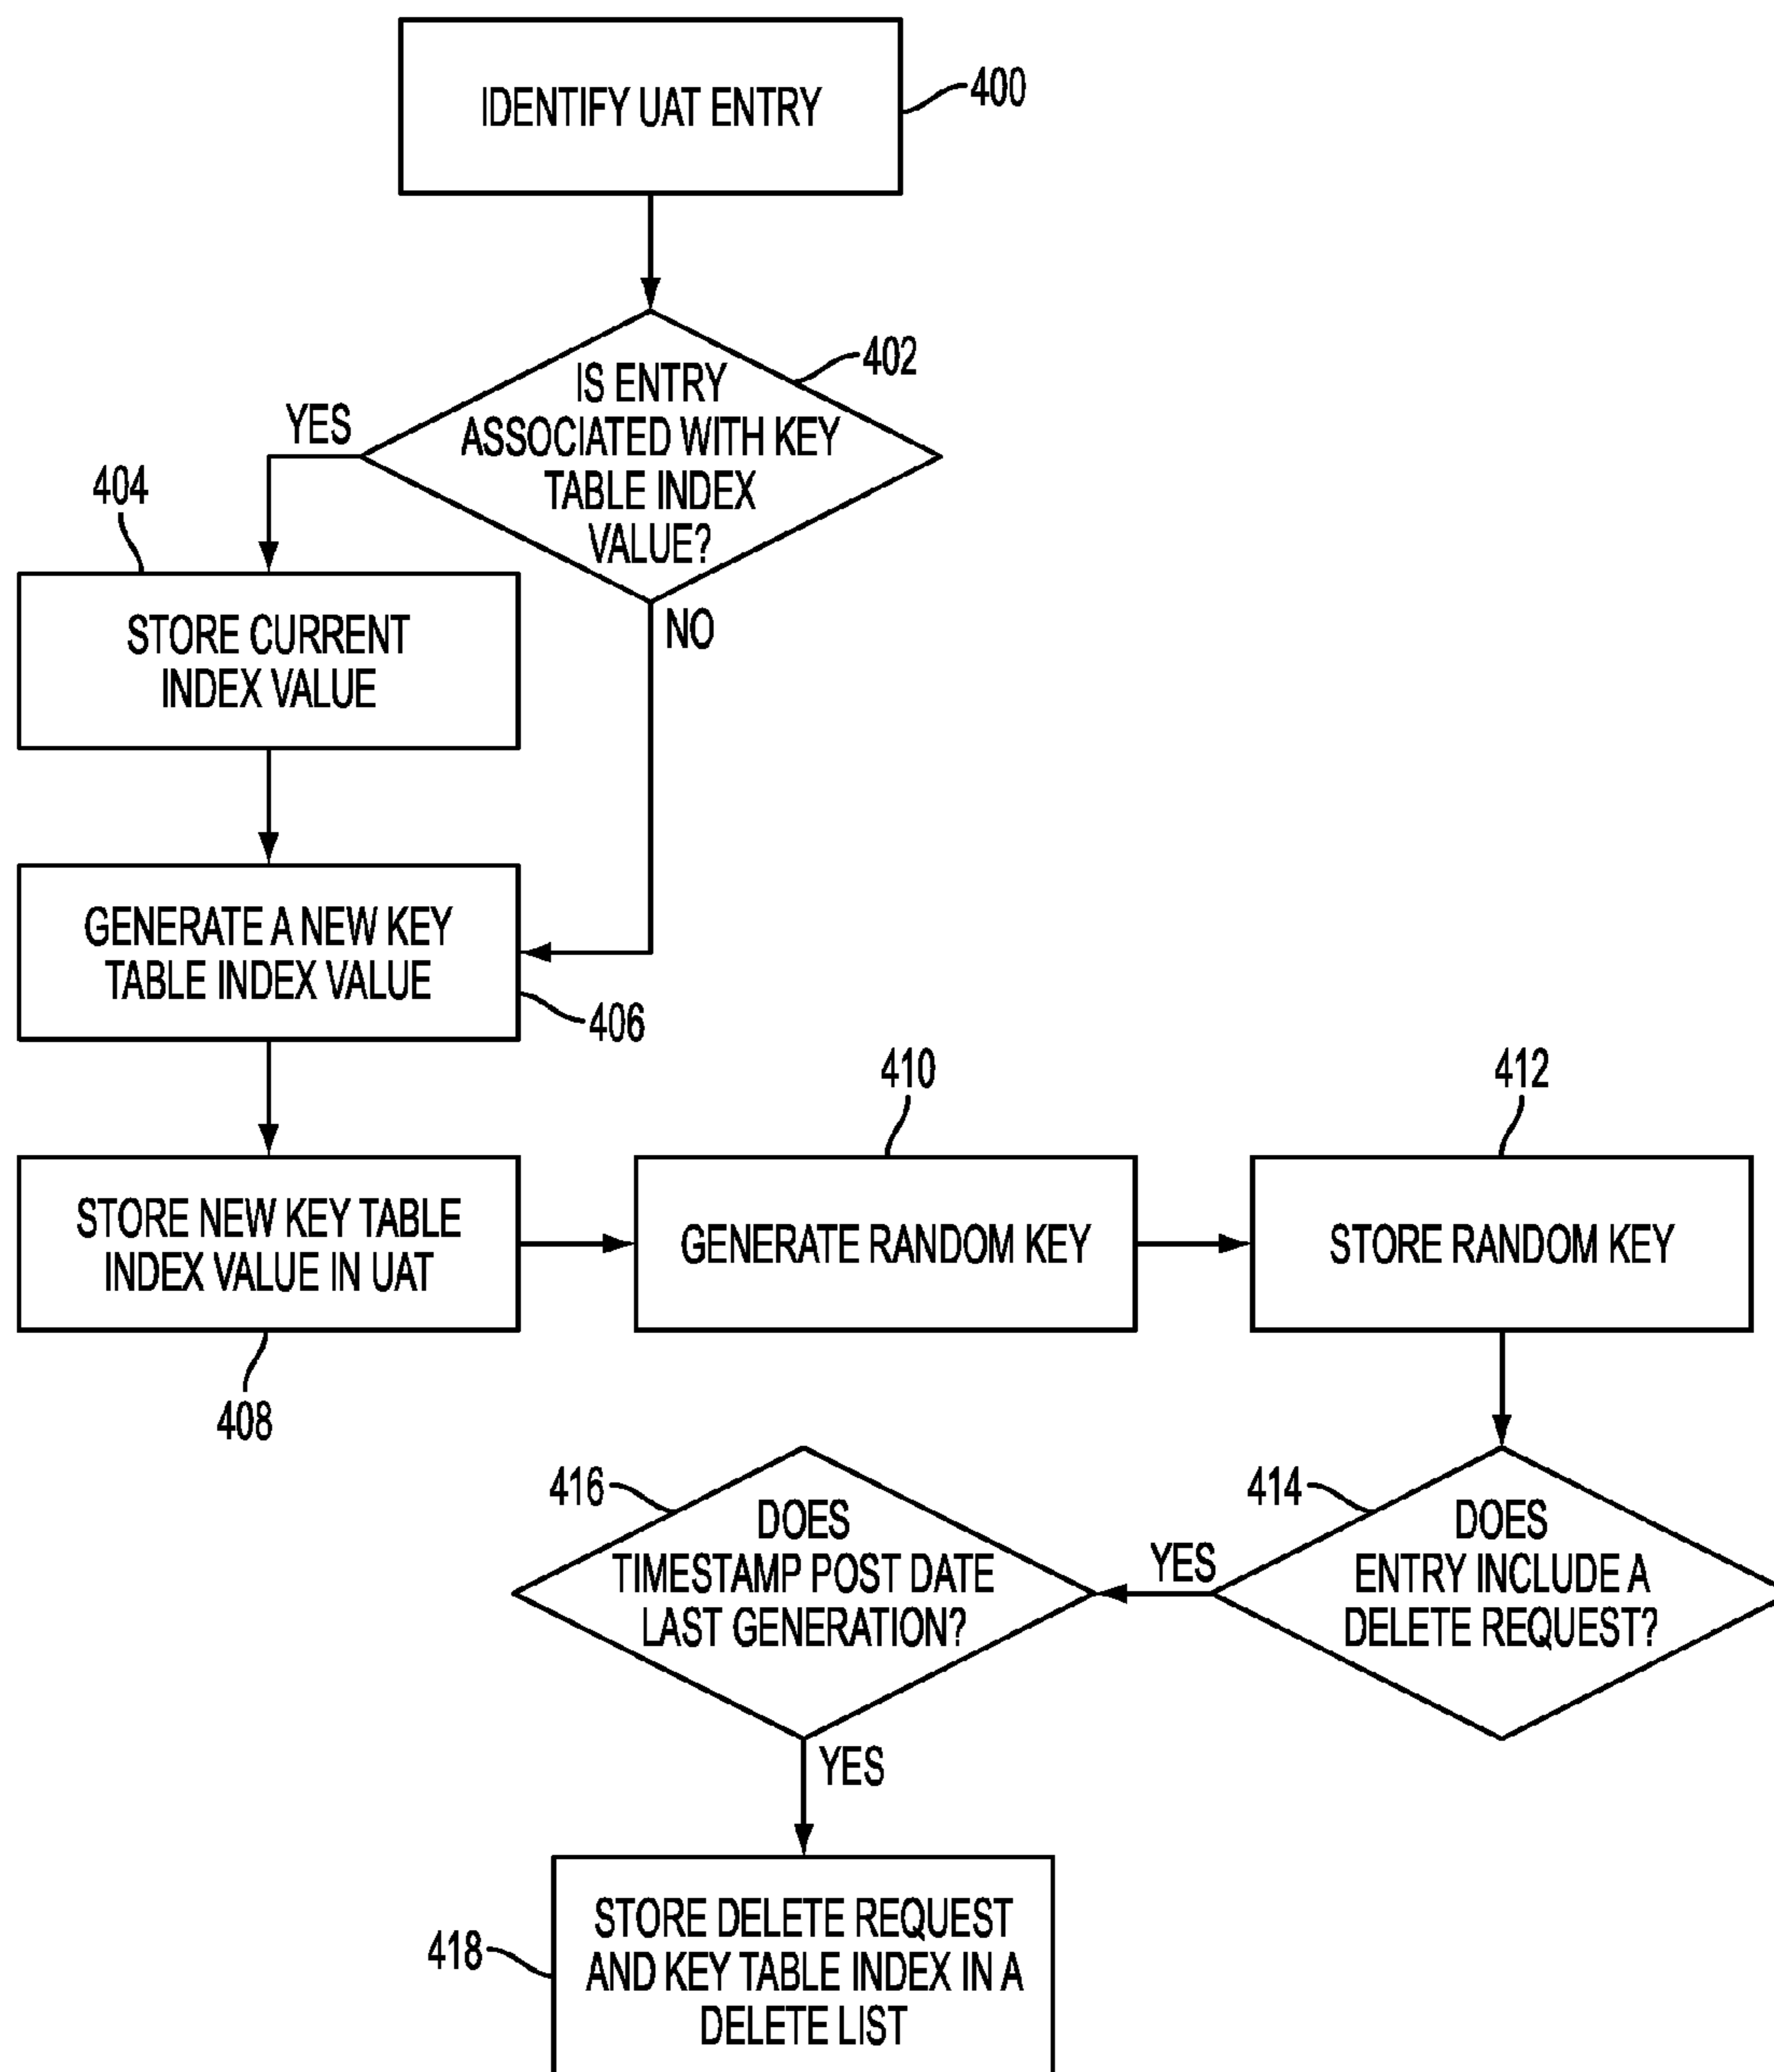 IDENTIFY UAT ENTRY
400
IS ENTRY
ASSOCIATED WITH KEY
TABLE INDEX
VALUE?
402
YES
NO
404
STORE CURRENT
INDEX VALUE
GENERATE A NEW KEY
TABLE INDEX VALUE
406
STORE NEW KEY TABLE
INDEX VALUE IN UAT
408
410
GENERATE RANDOM KEY
412
STORE RANDOM KEY
414
DOES
ENTRY INCLUDE A
DELETE REQUEST?
YES
416
DOES
TIMESTAMP POST DATE
LAST GENERATION?
YES
418
STORE DELETE REQUEST
AND KEY TABLE INDEX IN A
DELETE LIST